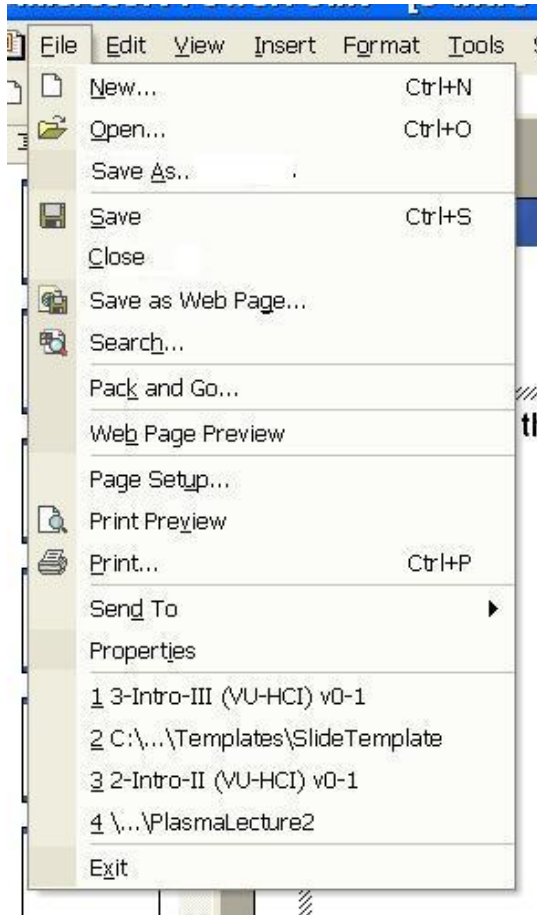 File Edit View Insert Format Tools
New... Ctrl+N
Open... Ctrl+O
Save As..
Save Ctrl+S
Close
Save as Web Page...
Search...
Pack and Go...
Web Page Preview
Page Setup...
Print Preview
Print... Ctrl+P
Send To
Properties
1 3-Intro-III (VU-HCI) v0-1
2 C:\...\Templates\SlideTemplate
3 2-Intro-II (VU-HCI) v0-1
4 \...\PlasmaLecture2
Exit